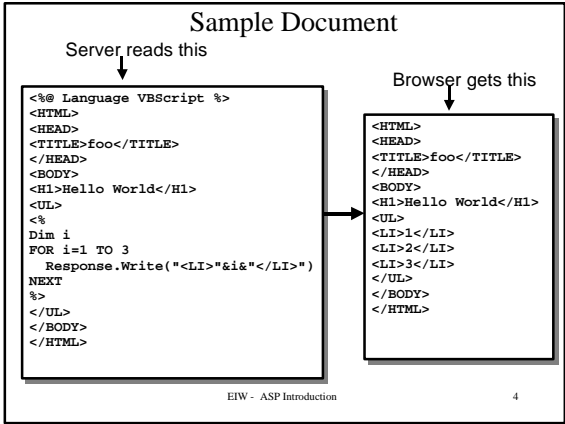 Sample Document
Server reads this
<%@ Language VBScript %>
<HTML>
<HEAD>
<TITLE>foo</TITLE>
</HEAD>
<BODY>
<H1>Hello World</H1>
<UL>
<%
Dim i
FOR i=1 TO 3
  Response.Write("<LI>"&i&"</LI>")
NEXT
%>
</UL>
</BODY>
</HTML>
Browser gets this
<HTML>
<HEAD>
<TITLE>foo</TITLE>
</HEAD>
<BODY>
<H1>Hello World</H1>
<UL>
<LI>1</LI>
<LI>2</LI>
<LI>3</LI>
</UL>
</BODY>
</HTML>
EIW - ASP Introduction 4